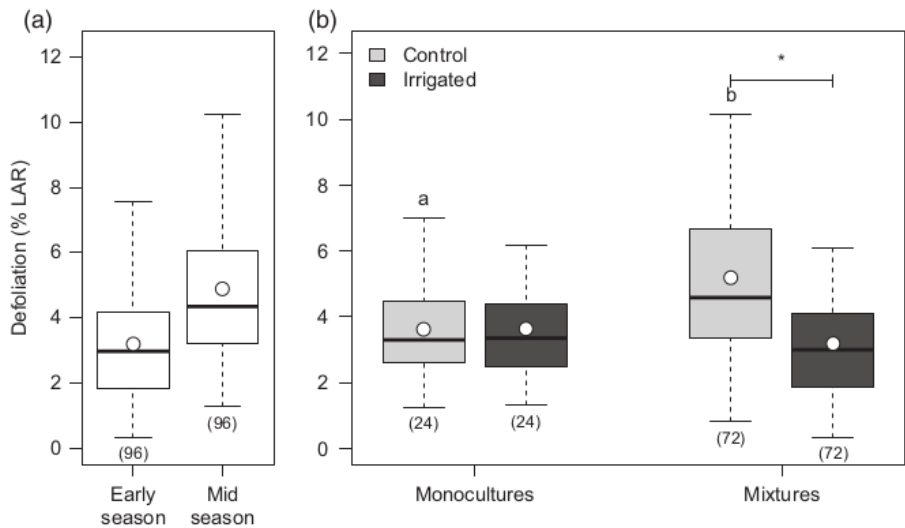 (a)
(b)
Defoliation (% LAR)
12
10
8
6
4
2
0
(96)
(96)
Early
season
Mid
season
12
10
8
6
4
2
0
Control
Irrigated
a
b
*
(24)
(24)
(72)
(72)
Monocultures
Mixtures